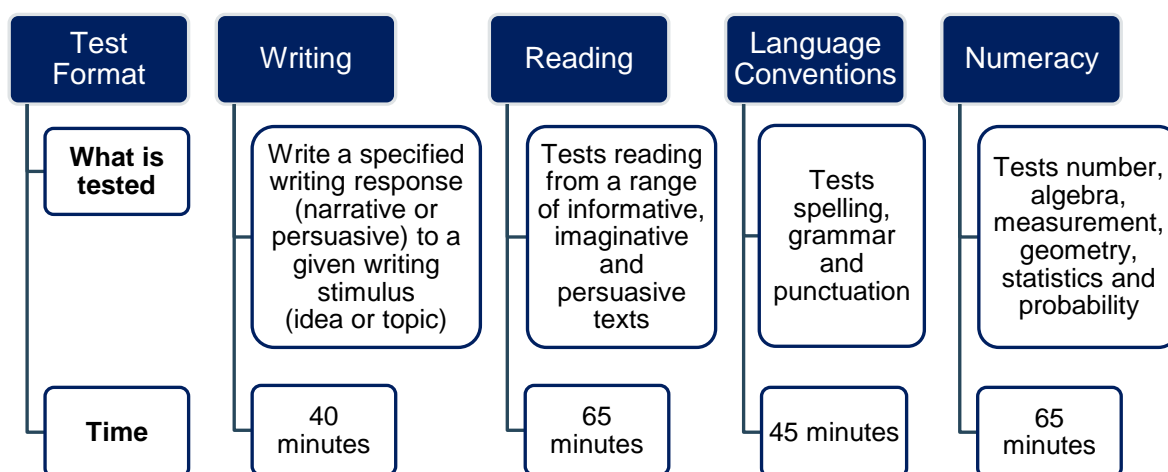 Test
Format
What is
tested
Time
Writing
Write a specified
writing response
(narrative or
persuasive) to a
given writing
stimulus
(idea or topic)
40
minutes
Reading
Tests reading
from a range
of informative,
imaginative
and
persuasive
texts
65
minutes
Language
Conventions
Tests
spelling,
grammar
and
punctuation
45 minutes
Numeracy
Tests number,
algebra,
measurement,
geometry,
statistics and
probability
65
minutes